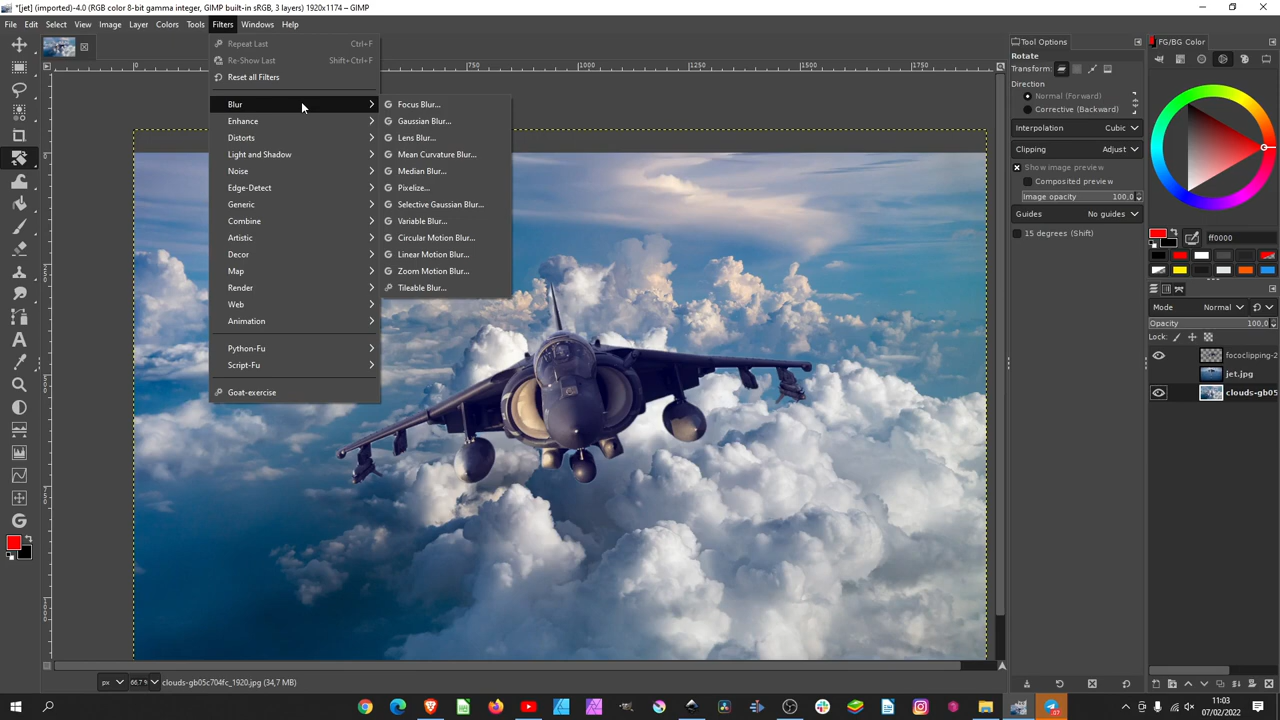 *[jet] (imported)-4.0 (RGB color 8-bit gamma integer, GIMP built-in sRGB, 3 layers) 1920x1174 – GIMP
File Edit Select View Image Layer Colors Tools Filters Windows Help
Repeat Last Ctrl+F
Re-Show Last Shift+Ctrl+F
Reset all Filters
Blur
Enhance
Distorts
Light and Shadow
Noise
Edge-Detect
Generic
Combine
Artistic
Decor
Map
Render
Web
Animation
Python-Fu
Script-Fu
Goat-exercise
Focus Blur...
Gaussian Blur...
Lens Blur...
Mean Curvature Blur...
Median Blur...
Pixelize...
Selective Gaussian Blur...
Variable Blur...
Circular Motion Blur...
Linear Motion Blur...
Zoom Motion Blur...
Tileable Blur...
0 750 1000 1250 1500 1750
Tool Options
Rotate
Transform:
Direction
Normal (Forward)
Corrective (Backward)
Interpolation Cubic
Clipping Adjust
Show image preview
Composited preview
Image opacity 100,0
Guides No guides
15 degrees (Shift)
FG/BG Color
ff0000
Mode Normal
Opacity 100,0
Lock:
fococlipping-2
jet.jpg
clouds-gb05
px 66,7 % clouds-gb05c704fc_1920.jpg (34,7 MB)
11:03
07/02/2022